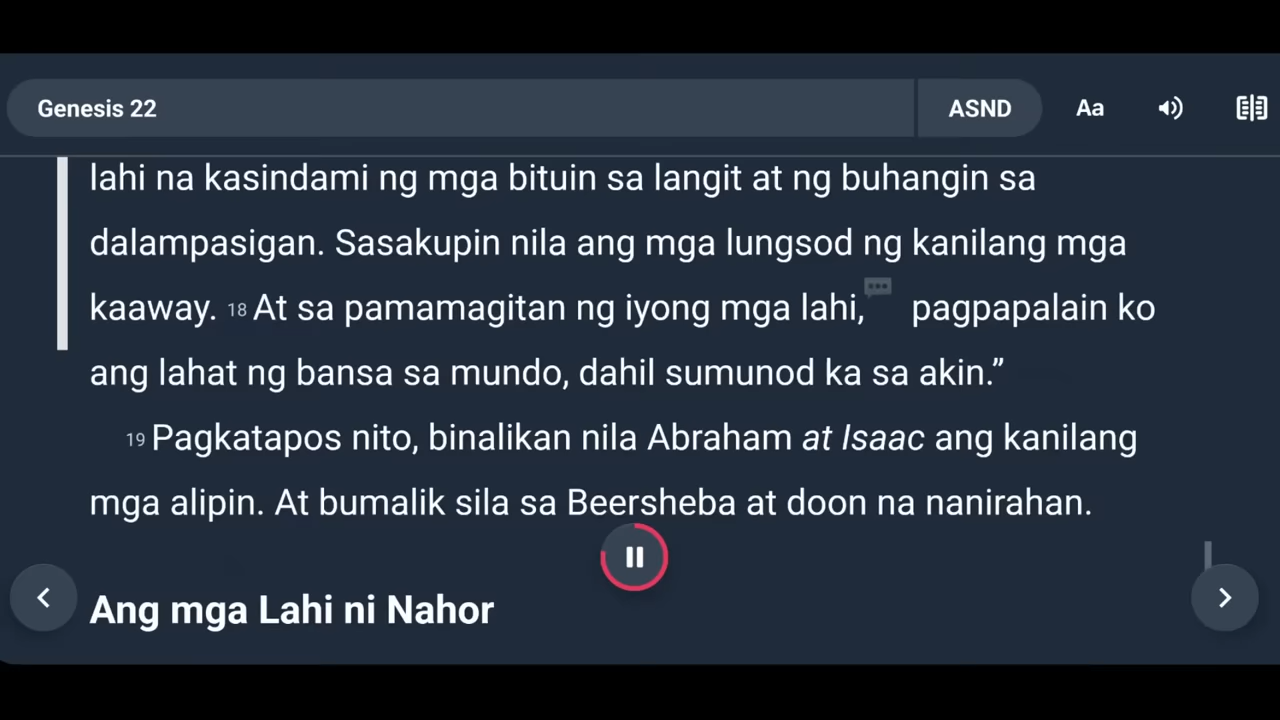 Genesis 22
ASND
Aa
lahi na kasindami ng mga bituin sa langit at ng buhangin sa
dalampasigan. Sasakupin nila ang mga lungsod ng kanilang mga
kaaway. 18 At sa pamamagitan ng iyong mga lahi, pagpapalain ko
ang lahat ng bansa sa mundo, dahil sumunod ka sa akin.”
19 Pagkatapos nito, binalikan nila Abraham at Isaac ang kanilang
mga alipin. At bumalik sila sa Beersheba at doon na nanirahan.
Ang mga Lahi ni Nahor